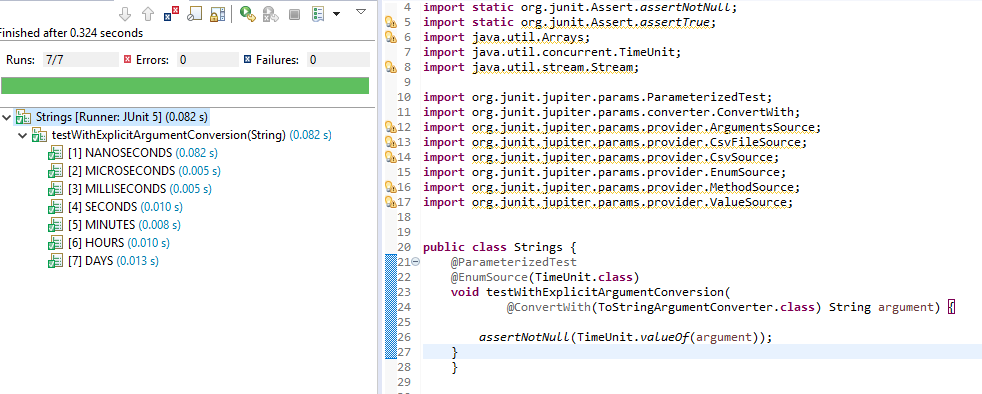 Finished after 0.324 seconds
Runs: 7/7 Errors: 0 Failures: 0
Strings [Runner: JUnit 5] (0.082 s)
testWithExplicitArgumentConversion(String) (0.082 s)
[1] NANOSECONDS (0.082 s)
[2] MICROSECONDS (0.005 s)
[3] MILLISECONDS (0.005 s)
[4] SECONDS (0.010 s)
[5] MINUTES (0.008 s)
[6] HOURS (0.010 s)
[7] DAYS (0.013 s)
4 import static org.junit.Assert.assertNotNull;
5 import static org.junit.Assert.assertTrue;
6 import java.util.Arrays;
7 import java.util.concurrent.TimeUnit;
8 import java.util.stream.Stream;
9
10 import org.junit.jupiter.params.ParameterizedTest;
11 import org.junit.jupiter.params.converter.ConvertWith;
12 import org.junit.jupiter.params.provider.ArgumentsSource;
13 import org.junit.jupiter.params.provider.CsvFileSource;
14 import org.junit.jupiter.params.provider.CsvSource;
15 import org.junit.jupiter.params.provider.EnumSource;
16 import org.junit.jupiter.params.provider.MethodSource;
17 import org.junit.jupiter.params.provider.ValueSource;
18
19
20 public class Strings {
21 @ParameterizedTest
22 @EnumSource(TimeUnit.class)
23 void testWithExplicitArgumentConversion(
24 @ConvertWith(ToStringArgumentConverter.class) String argument) {
25
26 assertNotNull(TimeUnit.valueOf(argument));
27 }
28 }
29